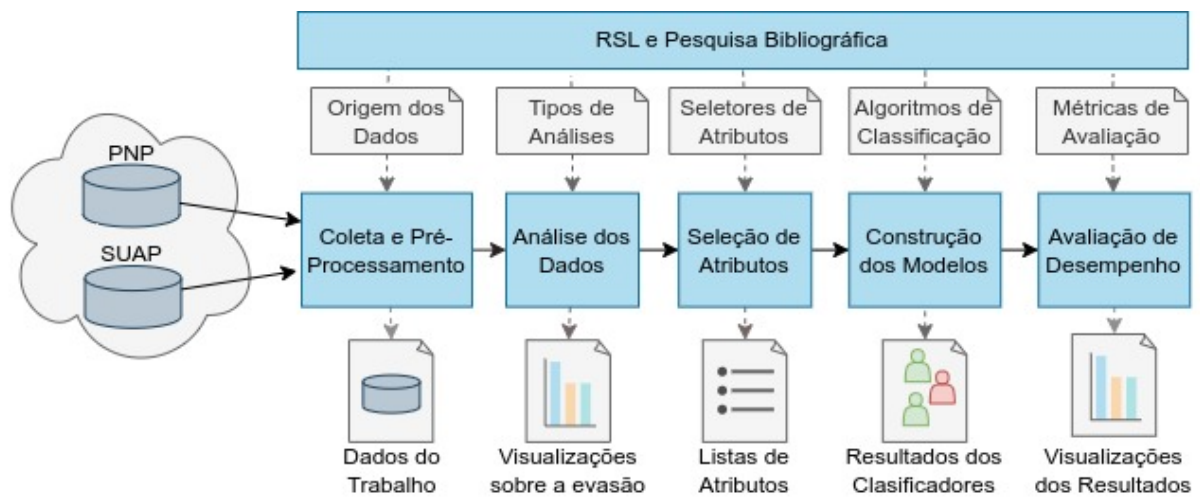 RSL e Pesquisa Bibliográfica
Origem dos
Dados
Tipos de
Análises
Seletores de
Atributos
Algoritmos de
Classificação
Métricas de
Avaliação
PNP
SUAP
Coleta e Pré-
Processamento
Análise dos
Dados
Seleção de
Atributos
Construção
dos Modelos
Avaliação de
Desempenho
Dados do
Trabalho
Visualizações
sobre a evasão
Listas de
Atributos
Resultados dos
Clasificadores
Visualizações
dos Resultados